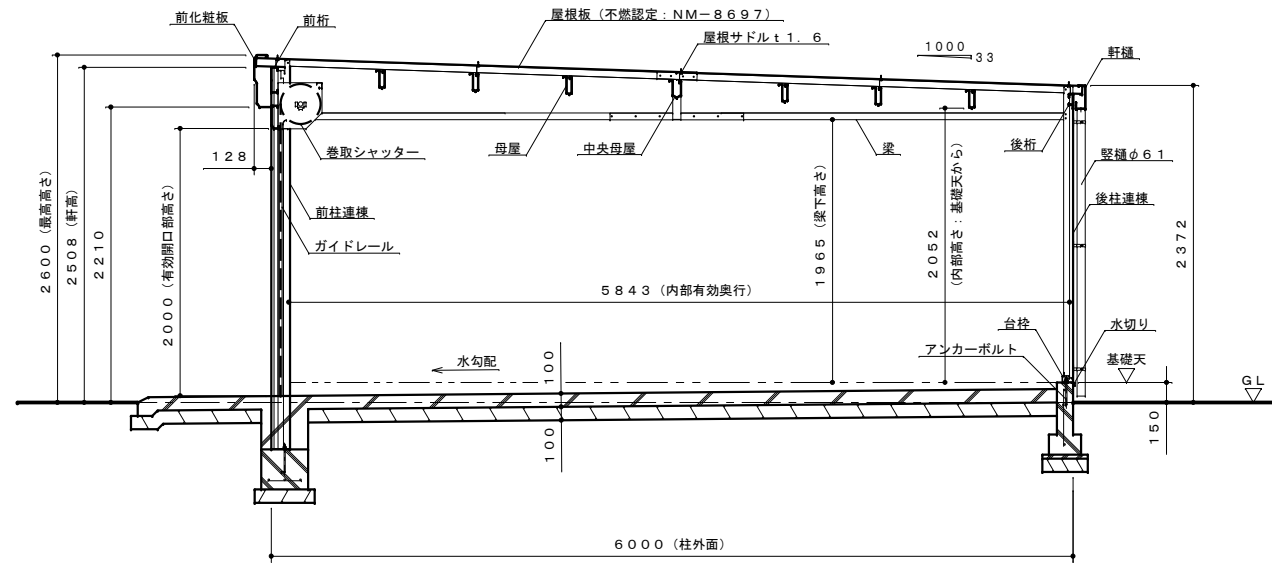 屋根板（不燃認定：ＮＭ－８６９７）
前化粧板
前桁
屋根サドルｔ１．６
１０００
３３
軒樋
巻取シャッター
母屋
中央母屋
梁
後桁
竪樋φ６１
１２８
前柱連棟
後柱連棟
ガイドレール
２６００（最高高さ）
２５０８（軒高）
２２１０
２０００（有効開口部高さ）
１９６５（梁下高さ）
２０５２
（内部高さ：基礎天から）
２３７２
５８４３（内部有効奥行）
台枠
水切り
アンカーボルト
基礎天
水勾配
１００
１００
ＧＬ
１５０
６０００（柱外面）